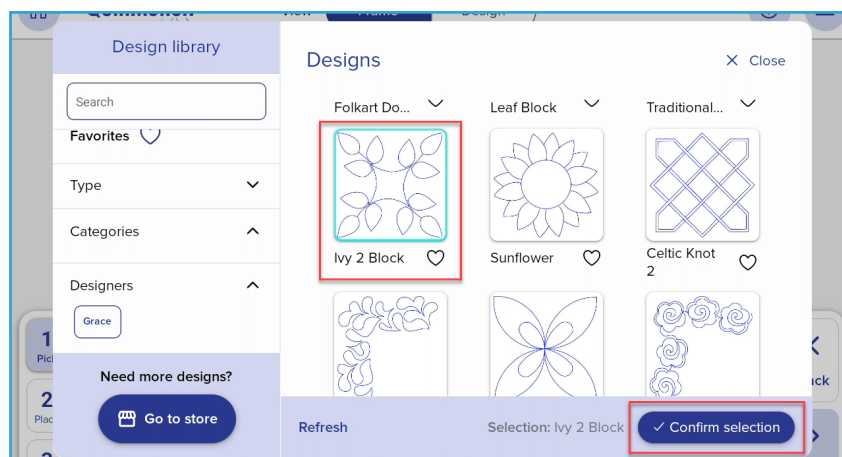 View
Frame
Design
Design library
Search
Favorites
Type
Categories
Designers
Grace
Need more designs?
Go to store
Designs
Close
Folkart Do...
Leaf Block
Traditional...
Ivy 2 Block
Sunflower
Celtic Knot
2
Refresh
Selection: Ivy 2 Block
Confirm selection
1
2